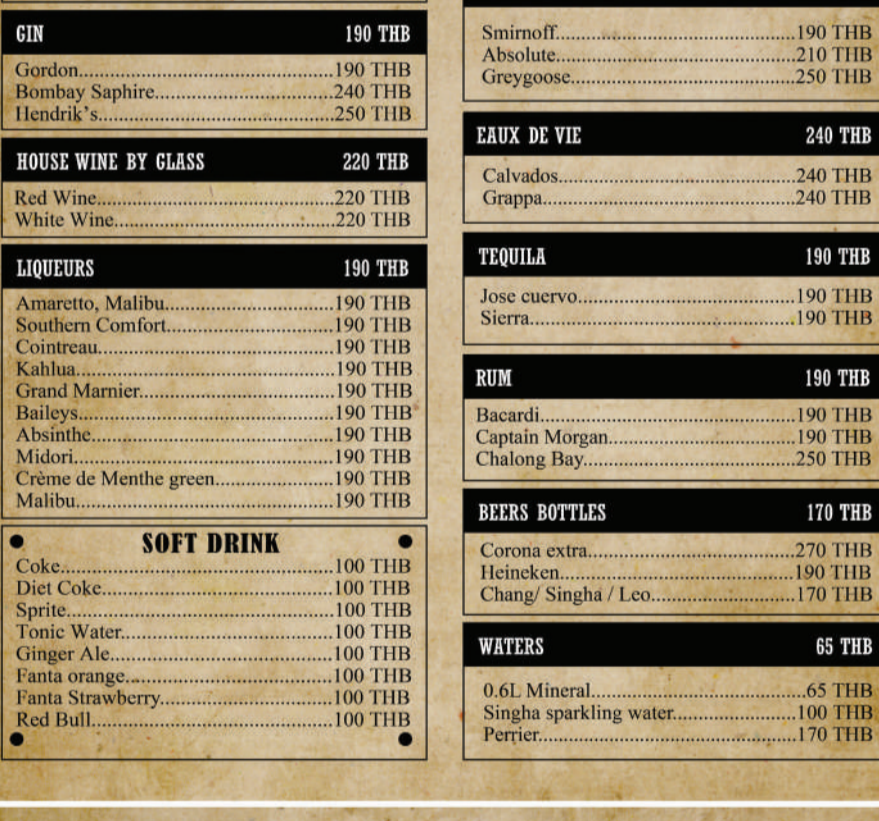 GIN 190 THB
Gordon 190 THB
Bombay Saphire 240 THB
Hendrik's 250 THB
HOUSE WINE BY GLASS 220 THB
Red Wine 220 THB
White Wine 220 THB
LIQUEURS 190 THB
Amaretto, Malibu 190 THB
Southern Comfort 190 THB
Cointreau 190 THB
Kahlua 190 THB
Grand Marnier 190 THB
Baileys 190 THB
Absinthe 190 THB
Midori 190 THB
Crème de Menthe green 190 THB
Malibu 190 THB
SOFT DRINK
Coke 100 THB
Diet Coke 100 THB
Sprite 100 THB
Tonic Water 100 THB
Ginger Ale 100 THB
Fanta orange 100 THB
Fanta Strawberry 100 THB
Red Bull 100 THB
Smirnoff 190 THB
Absolute 210 THB
Greygoose 250 THB
EAUX DE VIE 240 THB
Calvados 240 THB
Grappa 240 THB
TEQUILA 190 THB
Jose cuervo 190 THB
Sierra 190 THB
RUM 190 THB
Bacardi 190 THB
Captain Morgan 190 THB
Chalong Bay 250 THB
BEERS BOTTLES 170 THB
Corona extra 270 THB
Heineken 190 THB
Chang/ Singha / Leo 170 THB
WATERS 65 THB
0.6L Mineral 65 THB
Singha sparkling water 100 THB
Perrier 170 THB